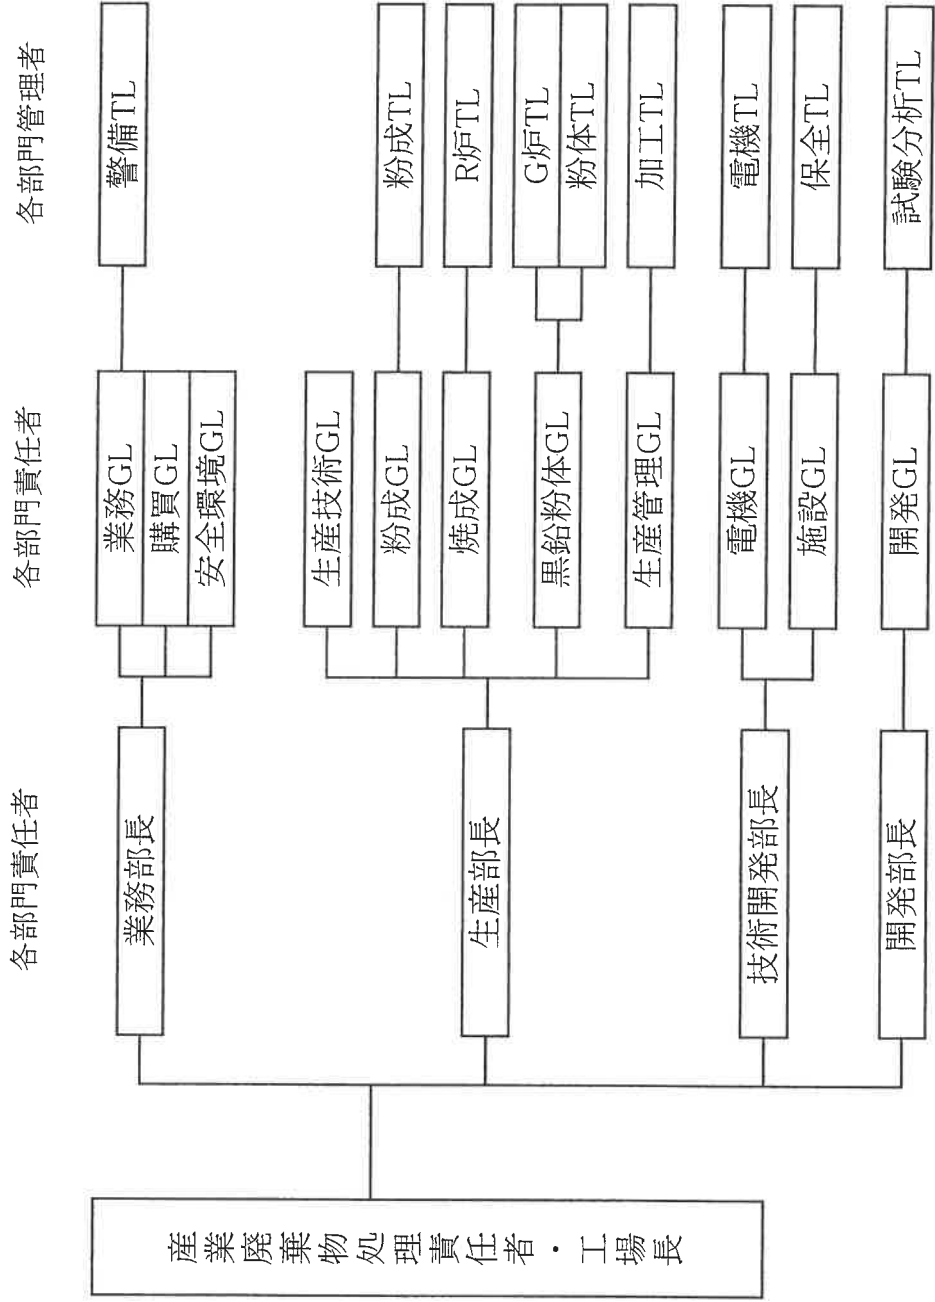 産業廃棄物処理責任者・工場長
各部門責任者
業務部長
生産部長
技術開発部長
開発部長
各部門責任者
業務GL
購買GL
安全環境GL
生産技術GL
粉成GL
焼成GL
黒鉛粉体GL
生産管理GL
電機GL
施設GL
開発GL
各部門管理者
警備TL
粉成TL
R炉TL
G炉TL
粉体TL
加工TL
電機TL
保全TL
試験分析TL